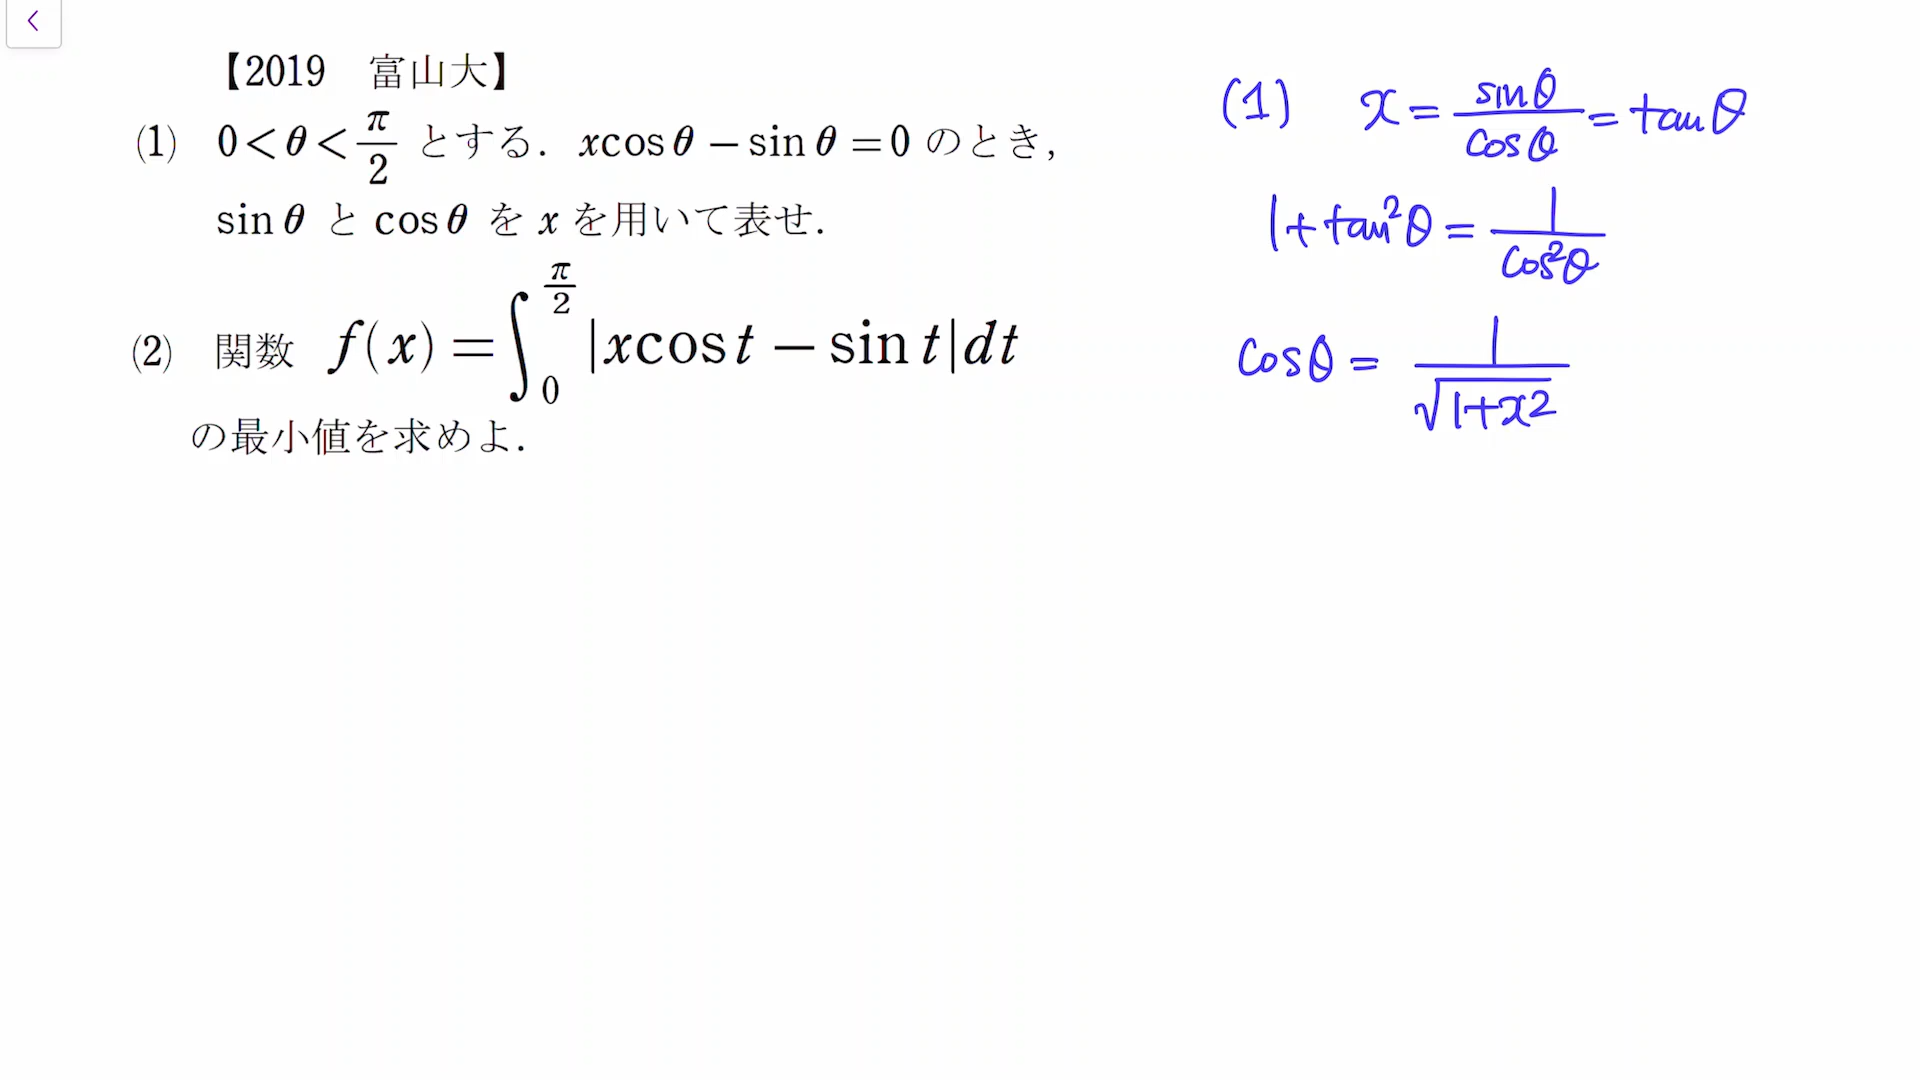 【2019 富山大】
(1) 0<θ<π/2 とする. xcosθ−sinθ=0 のとき,
sinθ と cosθ を x を用いて表せ.
(2) 関数 f(x)=∫_0^{π/2} |xcost−sint|dt
の最小値を求めよ.
(1) x=sinθ/cosθ=tanθ
1+tan²θ=1/cos²θ
cosθ=1/√(1+x2)